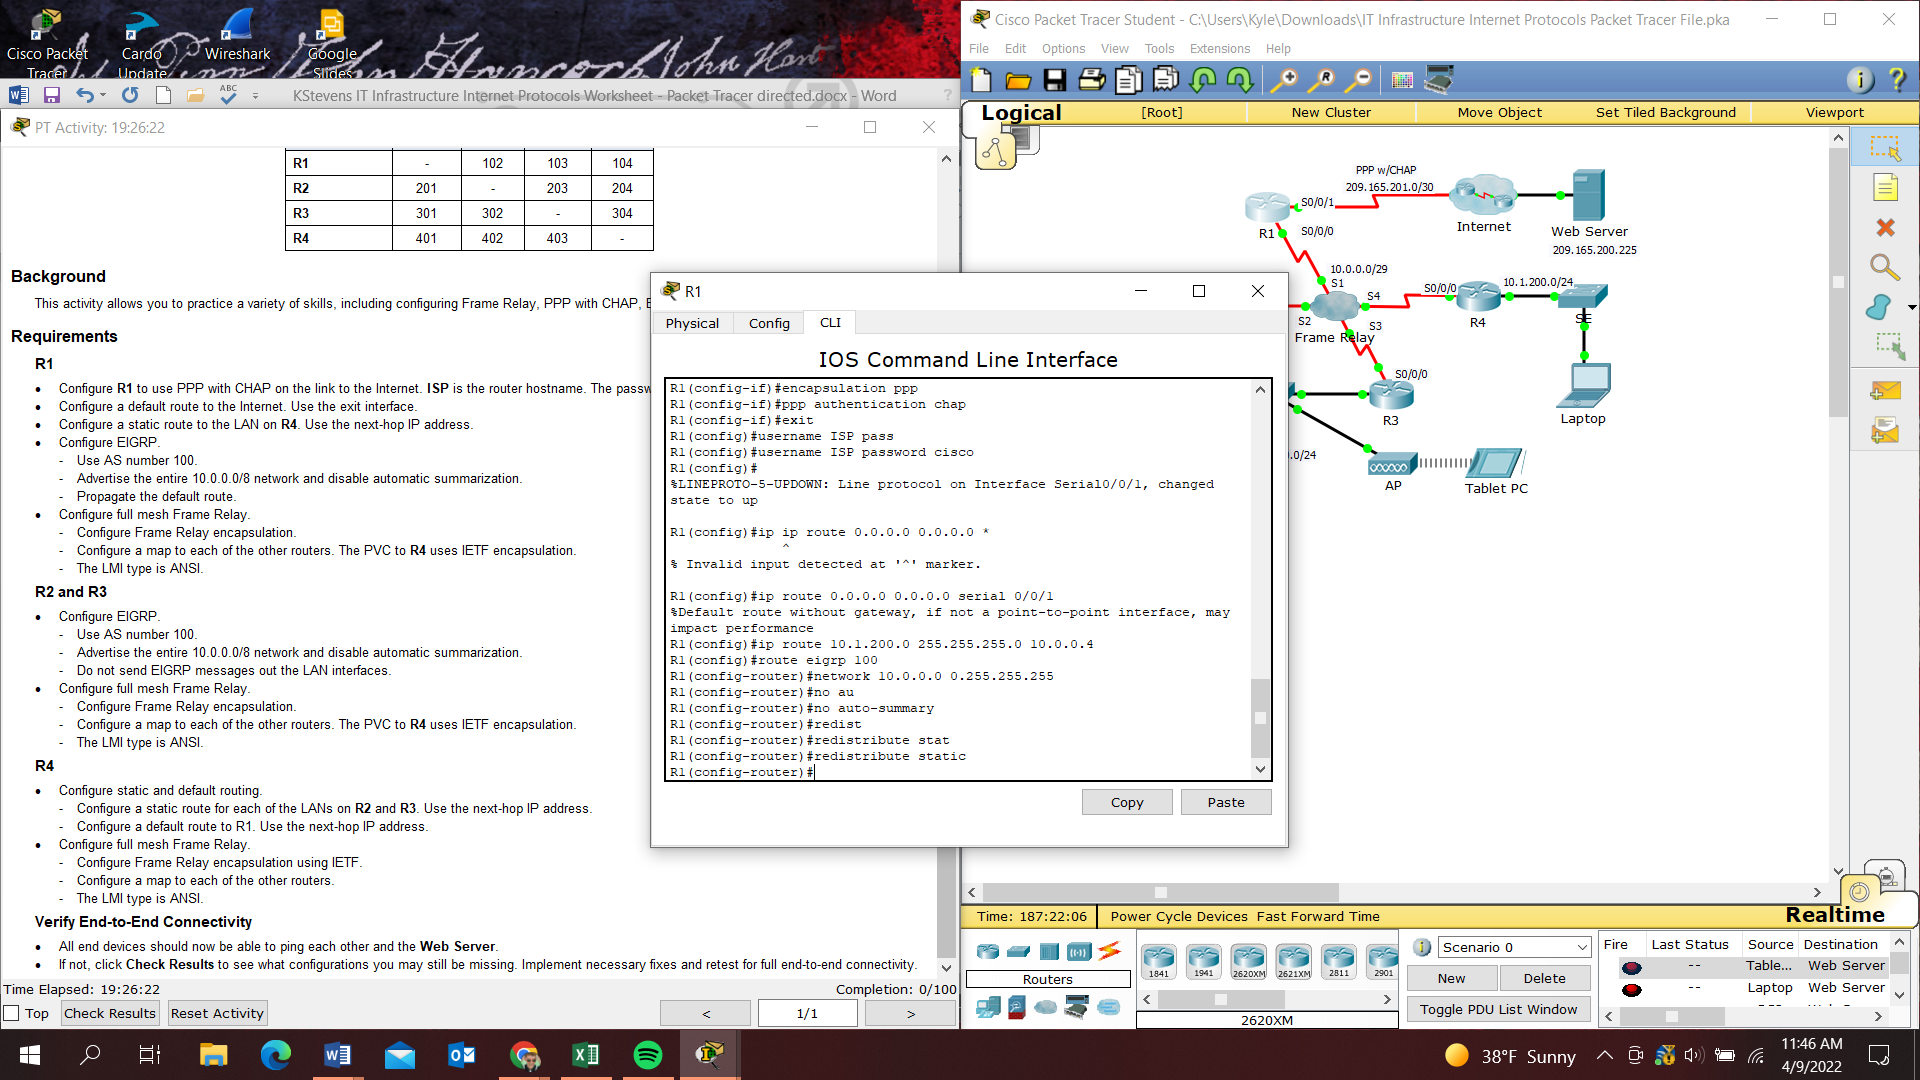 Cisco Packet
Tracer
Cardo
Update
Wireshark
Google
Slides
KStevens IT Infrastructure Internet Protocols Worksheet - Packet Tracer directed.docx - Word
PT Activity: 19:26:22
R1 - 102 103 104
R2 201 - 203 204
R3 301 302 - 304
R4 401 402 403 -
Background
This activity allows you to practice a variety of skills, including configuring Frame Relay, PPP with CHAP, E
Requirements
R1
• Configure R1 to use PPP with CHAP on the link to the Internet. ISP is the router hostname. The passw
• Configure a default route to the Internet. Use the exit interface.
• Configure a static route to the LAN on R4. Use the next-hop IP address.
• Configure EIGRP.
- Use AS number 100.
- Advertise the entire 10.0.0.0/8 network and disable automatic summarization.
- Propagate the default route.
• Configure full mesh Frame Relay.
- Configure Frame Relay encapsulation.
- Configure a map to each of the other routers. The PVC to R4 uses IETF encapsulation.
- The LMI type is ANSI.
R2 and R3
• Configure EIGRP.
- Use AS number 100.
- Advertise the entire 10.0.0.0/8 network and disable automatic summarization.
- Do not send EIGRP messages out the LAN interfaces.
• Configure full mesh Frame Relay.
- Configure Frame Relay encapsulation.
- Configure a map to each of the other routers. The PVC to R4 uses IETF encapsulation.
- The LMI type is ANSI.
R4
• Configure static and default routing.
- Configure a static route for each of the LANs on R2 and R3. Use the next-hop IP address.
- Configure a default route to R1. Use the next-hop IP address.
• Configure full mesh Frame Relay.
- Configure Frame Relay encapsulation using IETF.
- Configure a map to each of the other routers.
- The LMI type is ANSI.
Verify End-to-End Connectivity
• All end devices should now be able to ping each other and the Web Server.
• If not, click Check Results to see what configurations you may still be missing. Implement necessary fixes and retest for full end-to-end connectivity.
Time Elapsed: 19:26:22
Completion: 0/100
Top
Check Results
Reset Activity
<
1/1
>
R1
Physical
Config
CLI
IOS Command Line Interface
R1(config-if)#encapsulation ppp
R1(config-if)#ppp authentication chap
R1(config-if)#exit
R1(config)#username ISP pass
R1(config)#username ISP password cisco
R1(config)#
%LINEPROTO-5-UPDOWN: Line protocol on Interface Serial0/0/1, changed
state to up
R1(config)#ip ip route 0.0.0.0 0.0.0.0 *
^
% Invalid input detected at '^' marker.
R1(config)#ip route 0.0.0.0 0.0.0.0 serial 0/0/1
%Default route without gateway, if not a point-to-point interface, may
impact performance
R1(config)#ip route 10.1.200.0 255.255.255.0 10.0.0.4
R1(config)#route eigrp 100
R1(config-router)#network 10.0.0.0 0.255.255.255
R1(config-router)#no au
R1(config-router)#no auto-summary
R1(config-router)#redist
R1(config-router)#redistribute stat
R1(config-router)#redistribute static
R1(config-router)#
Copy
Paste
Cisco Packet Tracer Student - C:\Users\Kyle\Downloads\IT Infrastructure Internet Protocols Packet Tracer File.pka
File Edit Options View Tools Extensions Help
Logical
[Root]
New Cluster
Move Object
Set Tiled Background
Viewport
PPP w/CHAP
209.165.201.0/30
S0/0/1
R1
S0/0/0
Internet
Web Server
209.165.200.225
10.0.0.0/29
S1
S4
S2
S3
Frame Relay
S0/0/0
R4
10.1.200.0/24
SE
Laptop
S0/0/0
R3
.0/24
AP
Tablet PC
Time: 187:22:06
Power Cycle Devices Fast Forward Time
Realtime
Routers
1841
1941
2620XM
2621XM
2811
2901
2620XM
Scenario 0
New
Delete
Toggle PDU List Window
Fire Last Status Source Destination
-- Table... Web Server
-- Laptop Web Server
38°F Sunny
11:46 AM
4/9/2022